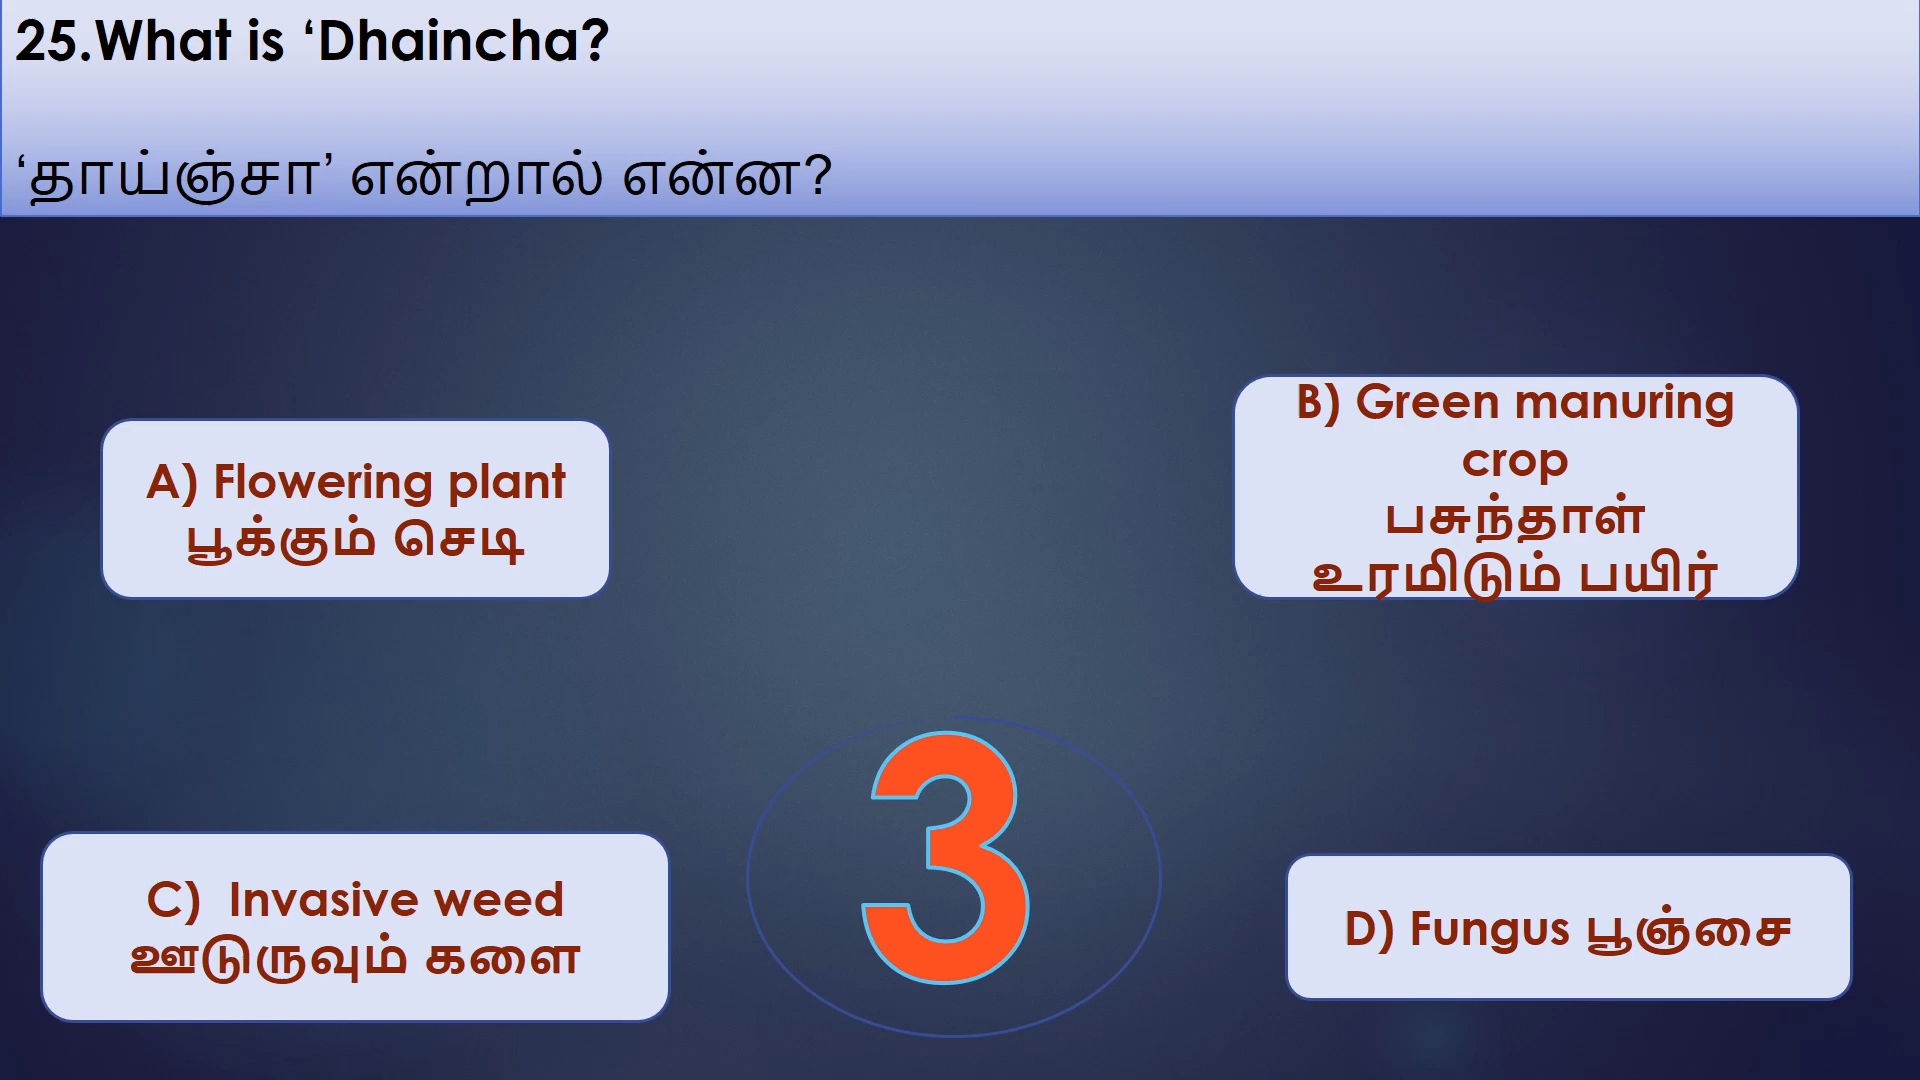 25.What is ‘Dhaincha?
‘தாய்ஞ்சா’ என்றால் என்ன?
A) Flowering plant
பூக்கும் செடி
B) Green manuring
crop
பசுந்தாள்
உரமிடும் பயிர்
C)  Invasive weed
ஊடுருவும் களை
3
D) Fungus பூஞ்சை